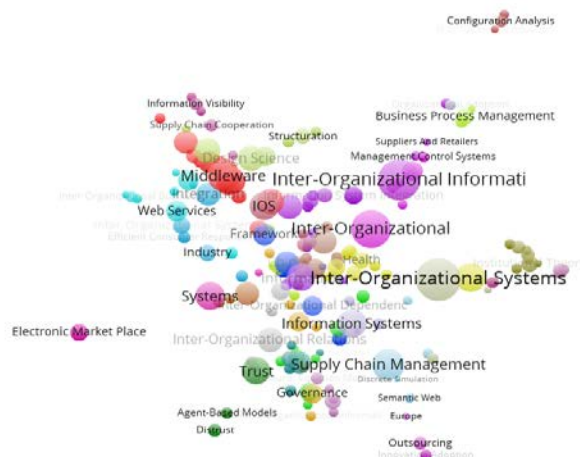 Configuration Analysis
Information Visibility
Business Process Management
Supply Chain Cooperation
Structuration
Suppliers And Retailers
Design Science
Management Control Systems
Middleware
Inter-Organizational Informati
Integration
IOS
Web Services
Inter-Organizational
Framework
Industry
Health
Inter-Organizational Systems
Systems
Inter-Organizational Dependenc
Information Systems
Electronic Market Place
Inter-Organizational Relations
Trust
Supply Chain Management
Discrete Simulation
Governance
Semantic Web
Agent-Based Models
Europe
Distrust
Outsourcing
Innovation Adoption